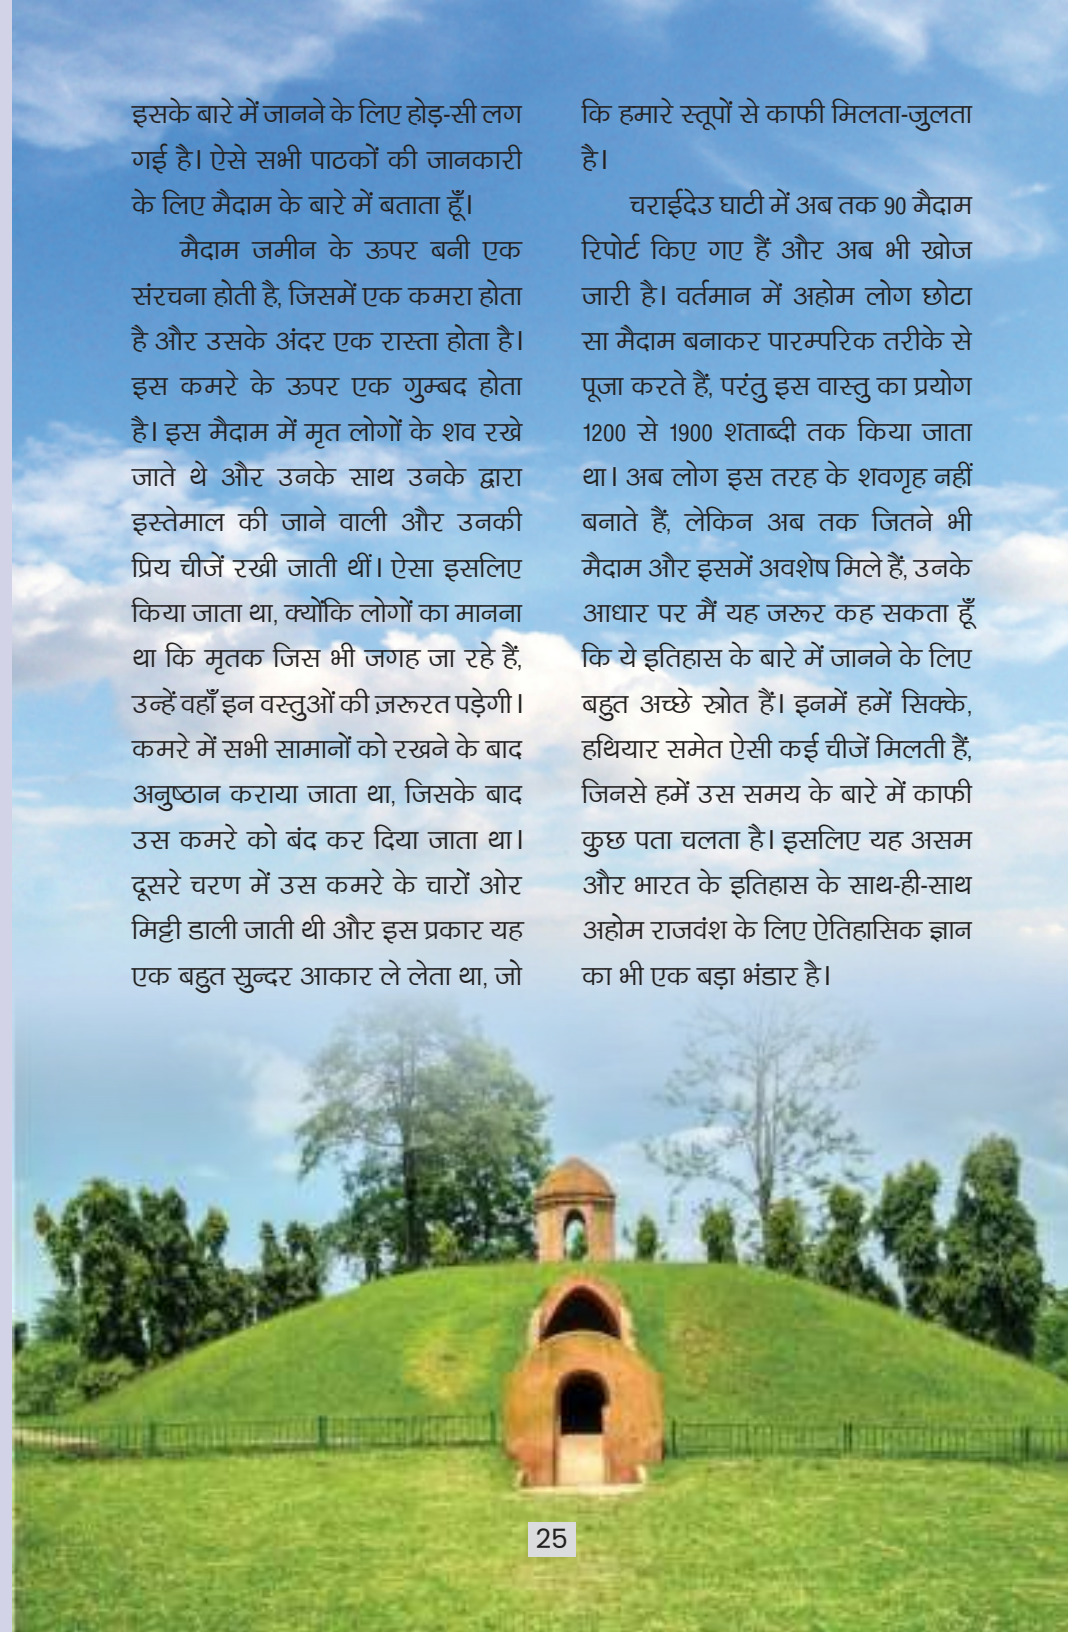 इसके बारे में जानने के लिए होड़-सी लग
गई है। ऐसे सभी पाठकों की जानकारी
के लिए मैदाम के बारे में बताता हूँ।
मैदाम जमीन के ऊपर बनी एक
संरचना होती है, जिसमें एक कमरा होता
है और उसके अंदर एक रास्ता होता है।
इस कमरे के ऊपर एक गुम्बद होता
है। इस मैदाम में मृत लोगों के शव रखे
जाते थे और उनके साथ उनके द्वारा
इस्तेमाल की जाने वाली और उनकी
प्रिय चीजें रखी जाती थीं। ऐसा इसलिए
किया जाता था, क्योंकि लोगों का मानना
था कि मृतक जिस भी जगह जा रहे हैं,
उन्हें वहाँ इन वस्तुओं की ज़रूरत पड़ेगी।
कमरे में सभी सामानों को रखने के बाद
अनुष्ठान कराया जाता था, जिसके बाद
उस कमरे को बंद कर दिया जाता था।
दूसरे चरण में उस कमरे के चारों ओर
मिट्टी डाली जाती थी और इस प्रकार यह
एक बहुत सुन्दर आकार ले लेता था, जो
कि हमारे स्तूपों से काफी मिलता-जुलता
है।
चराईदेउ घाटी में अब तक 90 मैदाम
रिपोर्ट किए गए हैं और अब भी खोज
जारी है। वर्तमान में अहोम लोग छोटा
सा मैदाम बनाकर पारम्परिक तरीके से
पूजा करते हैं, परंतु इस वास्तु का प्रयोग
1200 से 1900 शताब्दी तक किया जाता
था। अब लोग इस तरह के शवगृह नहीं
बनाते हैं, लेकिन अब तक जितने भी
मैदाम और इसमें अवशेष मिले हैं, उनके
आधार पर मैं यह जरूर कह सकता हूँ
कि ये इतिहास के बारे में जानने के लिए
बहुत अच्छे स्रोत हैं। इनमें हमें सिक्के,
हथियार समेत ऐसी कई चीजें मिलती हैं,
जिनसे हमें उस समय के बारे में काफी
कुछ पता चलता है। इसलिए यह असम
और भारत के इतिहास के साथ-ही-साथ
अहोम राजवंश के लिए ऐतिहासिक ज्ञान
का भी एक बड़ा भंडार है।
25